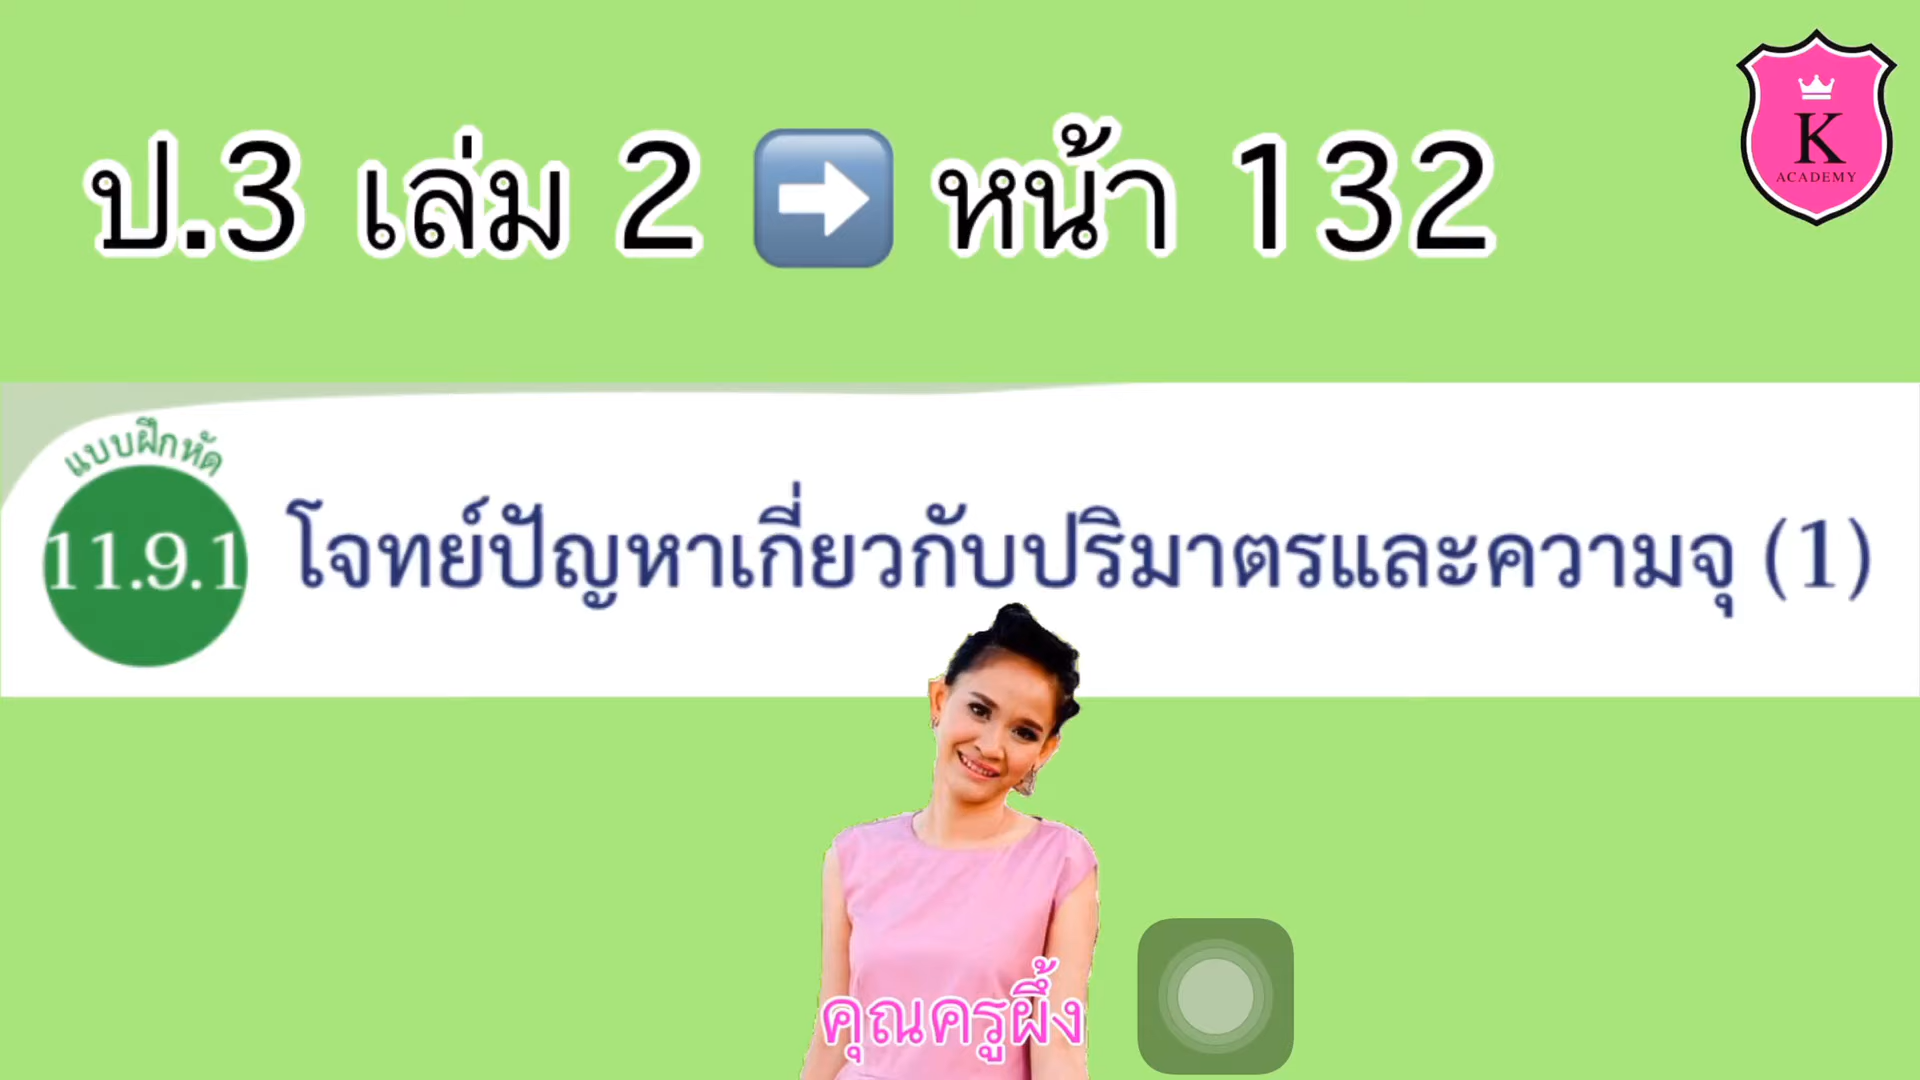 ป.3 เล่ม 2 ➡ หน้า 132
K
ACADEMY
แบบฝึกหัด
11.9.1 โจทย์ปัญหาเกี่ยวกับปริมาตรและความจุ (1)
คุณครูผึ้ง